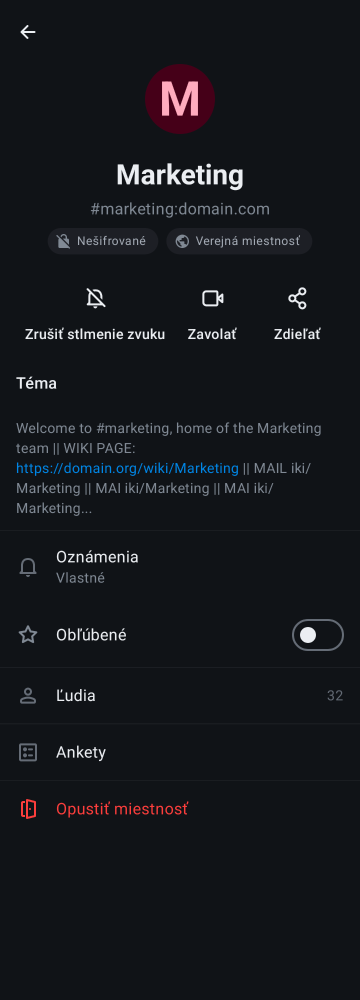 M
Marketing
#marketing:domain.com
Nešifrované
Verejná miestnosť
Zrušiť stlmenie zvuku
Zavolať
Zdieľať
Téma
Welcome to #marketing, home of the Marketing
team || WIKI PAGE:
https://domain.org/wiki/Marketing || MAIL iki/
Marketing || MAI iki/Marketing || MAI iki/
Marketing...
Oznámenia
Vlastné
Obľúbené
Ľudia
32
Ankety
Opustiť miestnosť